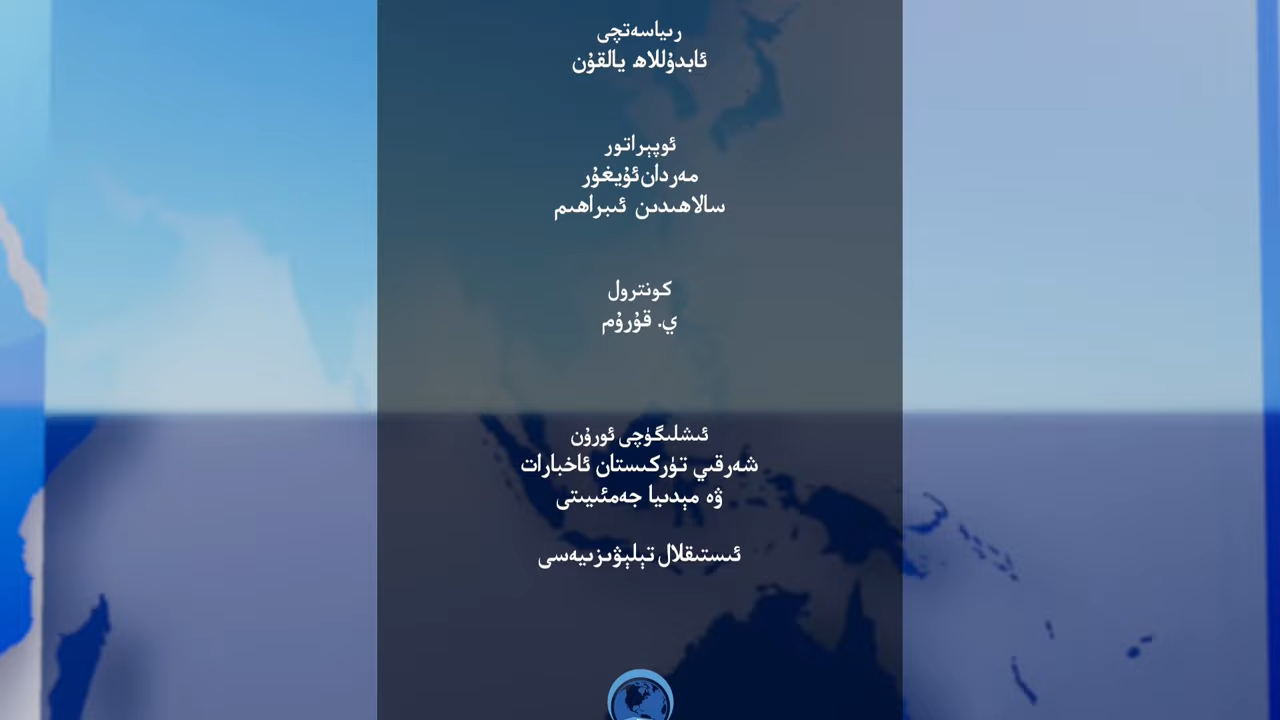 رىياسەتچى
ئابدۇللاھ يالقۇن
ئوپېراتور
مەردان ئۇيغۇر
سالاھىدىن ئىبراھىم
كونترول
ي. قۇرۇم
ئىشلىگۈچى ئورۇن
شەرقىي تۈركىستان ئاخبارات
ۋە مېدىيا جەمئىيىتى
ئىستىقلال تېلېۋىزىيەسى